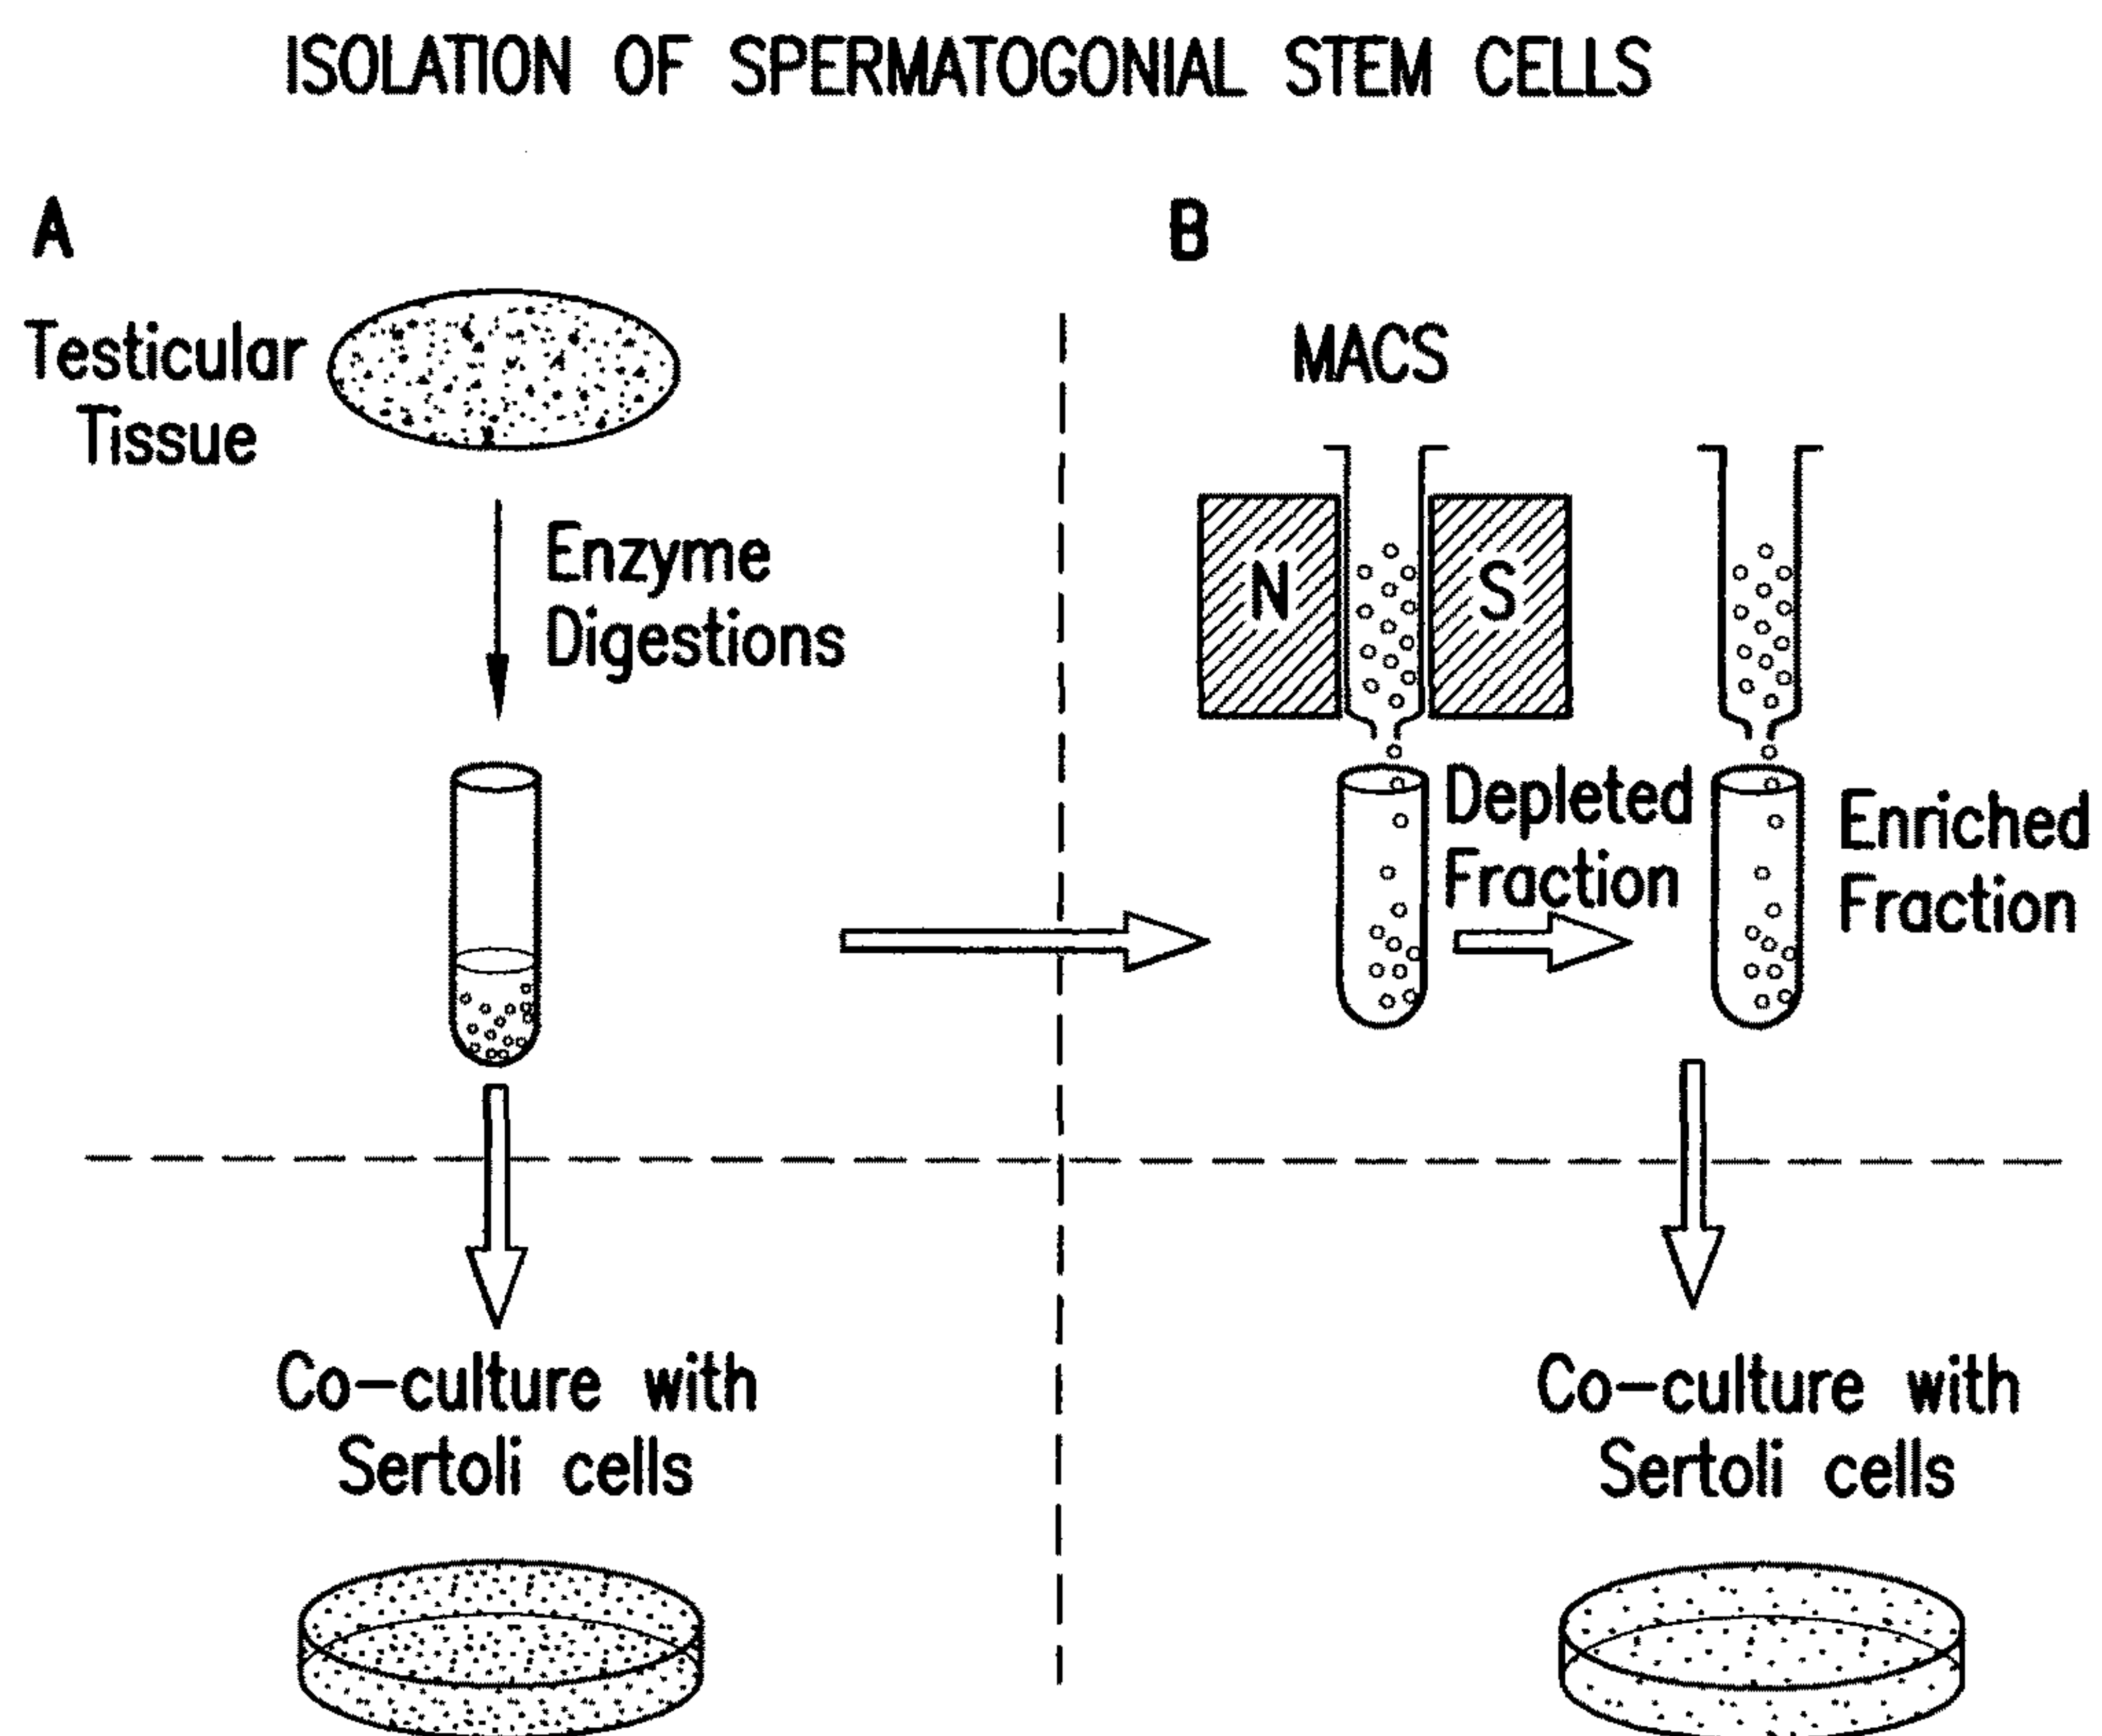 ISOLATION OF SPERMATOGONIAL STEM CELLS
A
Testicular
Tissue
Enzyme
Digestions
Co-culture with
Sertoli cells
B
MACS
N
S
Depleted
Fraction
Enriched
Fraction
Co-culture with
Sertoli cells